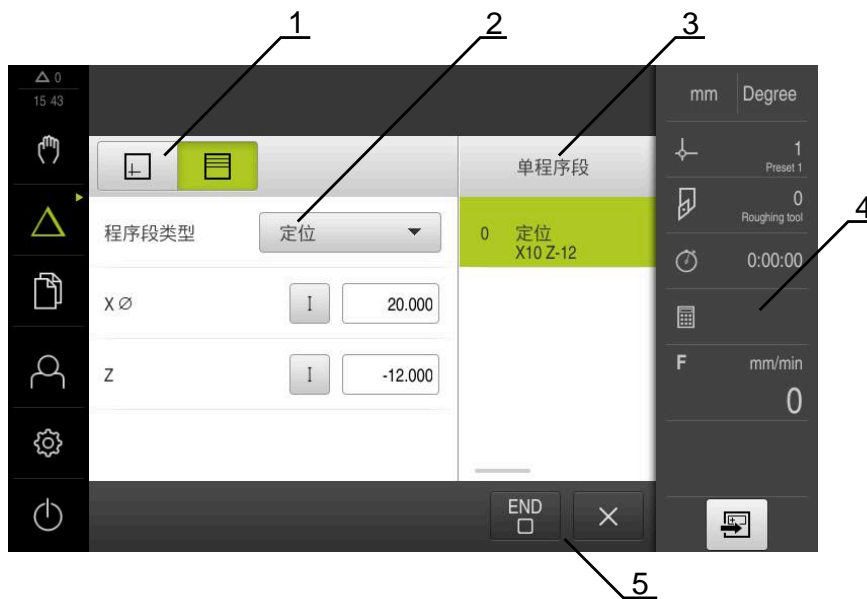 1
2
3
4
5
0
15 43
mm
Degree
1
Preset 1
单程序段
0
Roughing tool
程序段类型
定位
0 定位
X10 Z-12
0:00:00
X ∅
I
20.000
Z
I
-12.000
F
mm/min
0
END